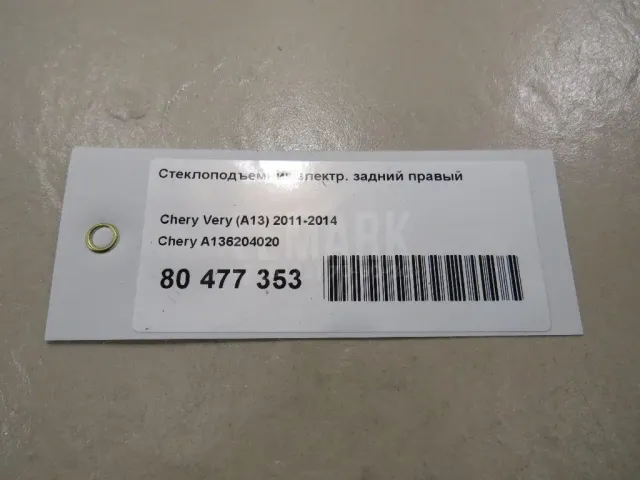 Стеклоподъемник электр. задний правый
Chery Very (A13) 2011-2014
Chery A136204020
80 477 353